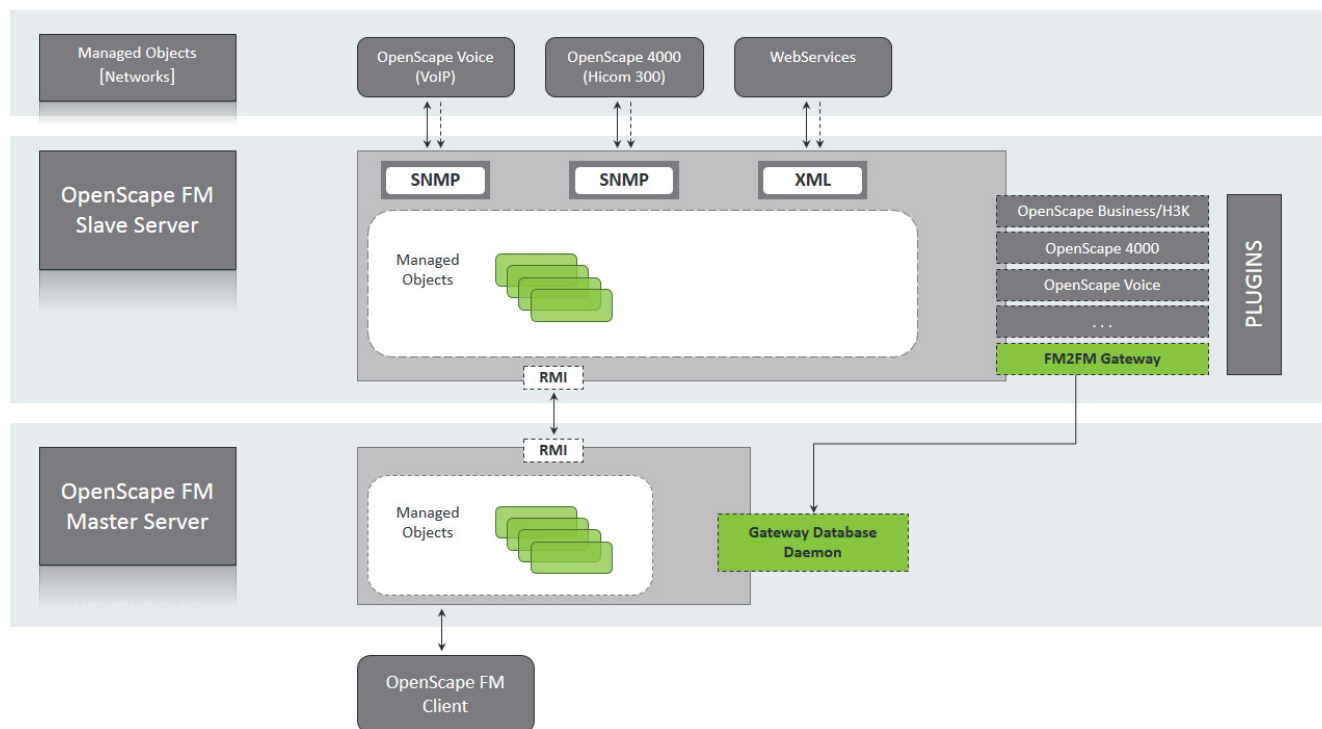 Managed Objects
[Networks]
OpenScape Voice
(VoIP)
OpenScape 4000
(Hicom 300)
WebServices
OpenScape FM
Slave Server
SNMP
SNMP
XML
Managed
Objects
OpenScape Business/H3K
OpenScape 4000
OpenScape Voice
...
FM2FM Gateway
PLUGINS
RMI
RMI
OpenScape FM
Master Server
Managed
Objects
Gateway Database
Daemon
OpenScape FM
Client